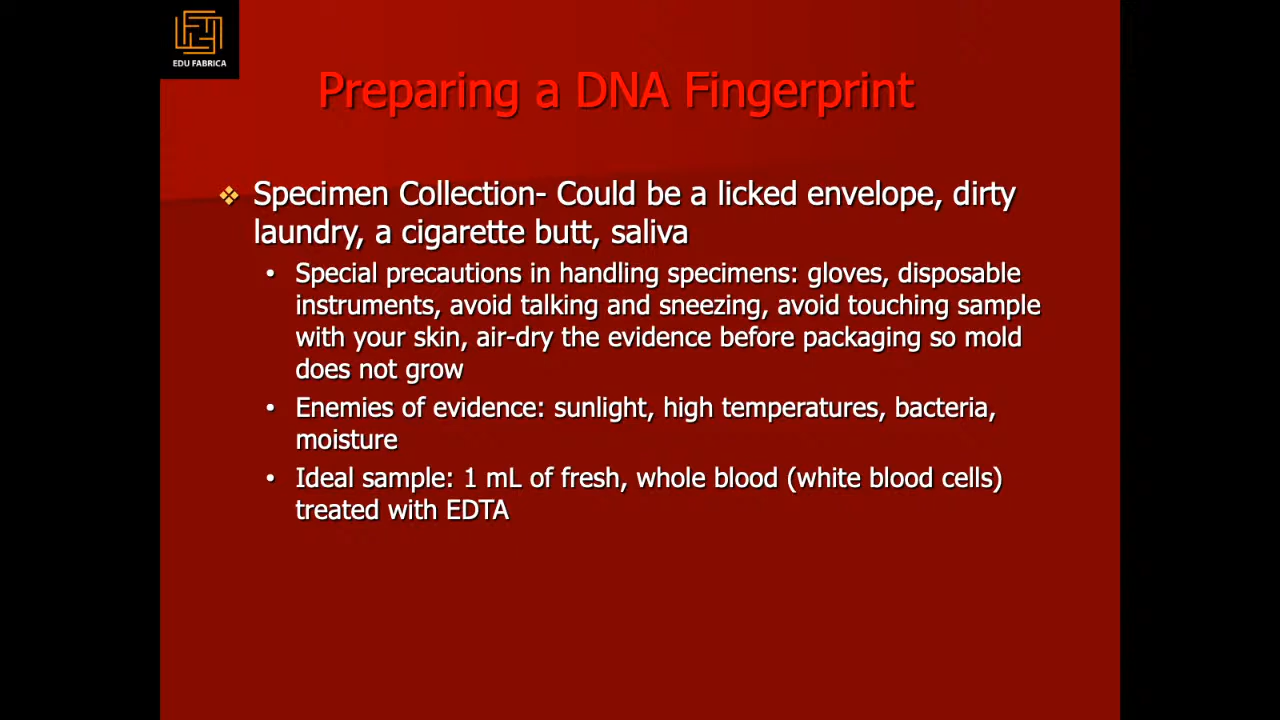 EDU FABRICA
Preparing a DNA Fingerprint
Specimen Collection- Could be a licked envelope, dirty
laundry, a cigarette butt, saliva
• Special precautions in handling specimens: gloves, disposable
instruments, avoid talking and sneezing, avoid touching sample
with your skin, air-dry the evidence before packaging so mold
does not grow
• Enemies of evidence: sunlight, high temperatures, bacteria,
moisture
• Ideal sample: 1 mL of fresh, whole blood (white blood cells)
treated with EDTA